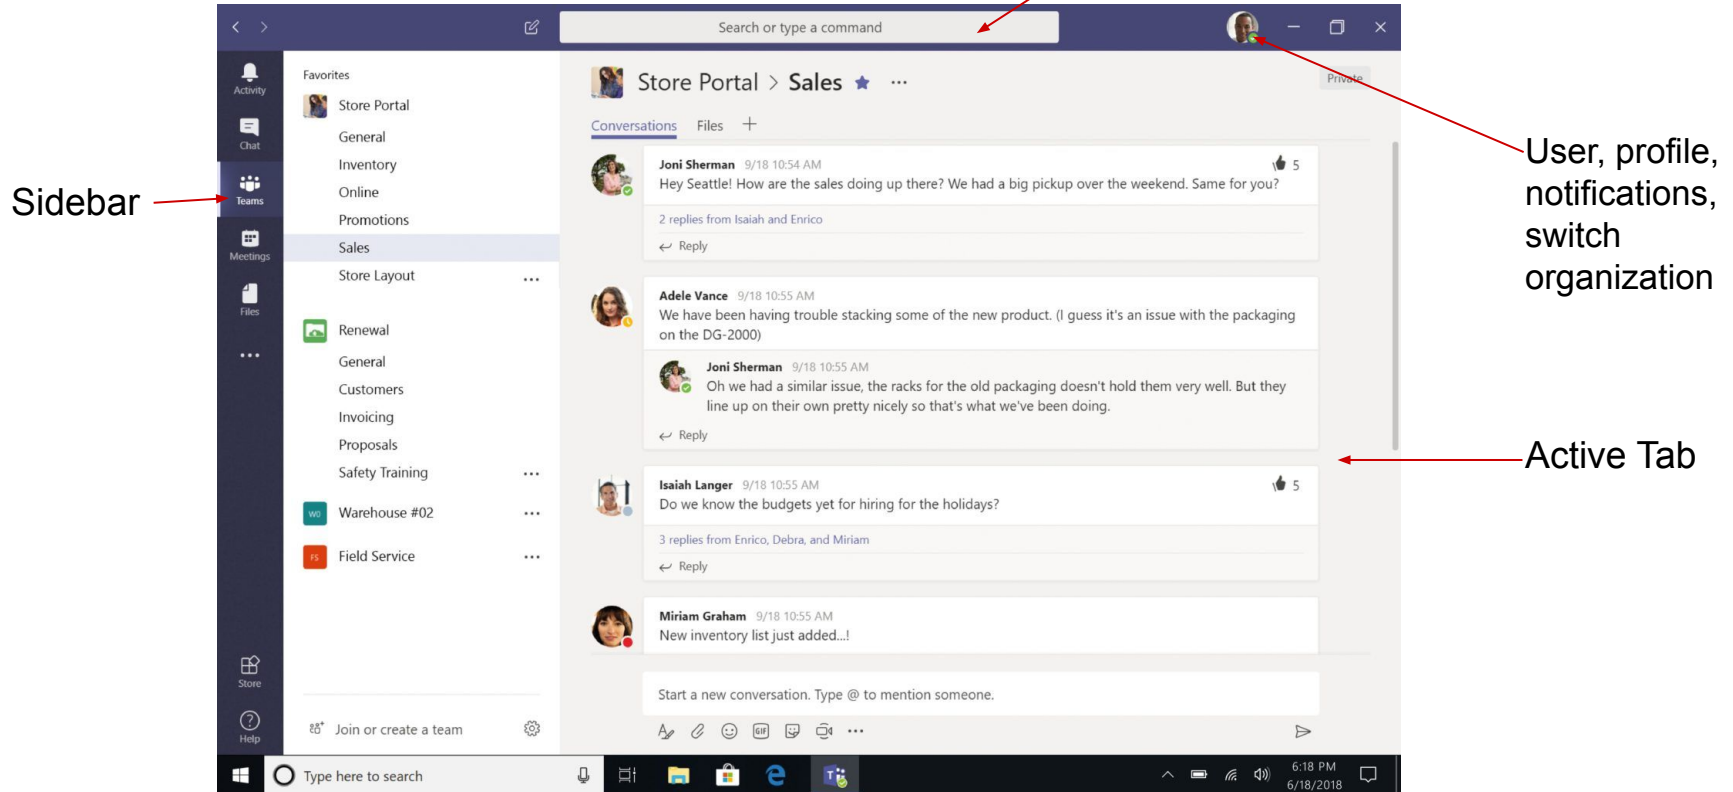 Search or type a command
Activity
Chat
Teams
Meetings
Files
Store
Help
Sidebar
Favorites
Store Portal
General
Inventory
Online
Promotions
Sales
Store Layout
Renewal
General
Customers
Invoicing
Proposals
Safety Training
WO Warehouse #02
FS Field Service
Join or create a team
Store Portal > Sales
Private
Conversations Files
Joni Sherman 9/18 10:54 AM
5
Hey Seattle! How are the sales doing up there? We had a big pickup over the weekend. Same for you?
2 replies from Isaiah and Enrico
Reply
Adele Vance 9/18 10:55 AM
We have been having trouble stacking some of the new product. (I guess it's an issue with the packaging
on the DG-2000)
Joni Sherman 9/18 10:55 AM
Oh we had a similar issue, the racks for the old packaging doesn't hold them very well. But they
line up on their own pretty nicely so that's what we've been doing.
Reply
Isaiah Langer 9/18 10:55 AM
5
Do we know the budgets yet for hiring for the holidays?
3 replies from Enrico, Debra, and Miriam
Reply
Miriam Graham 9/18 10:55 AM
New inventory list just added...!
Start a new conversation. Type @ to mention someone.
GIF
User, profile,
notifications,
switch
organization
Active Tab
Type here to search
6:18 PM
6/18/2018